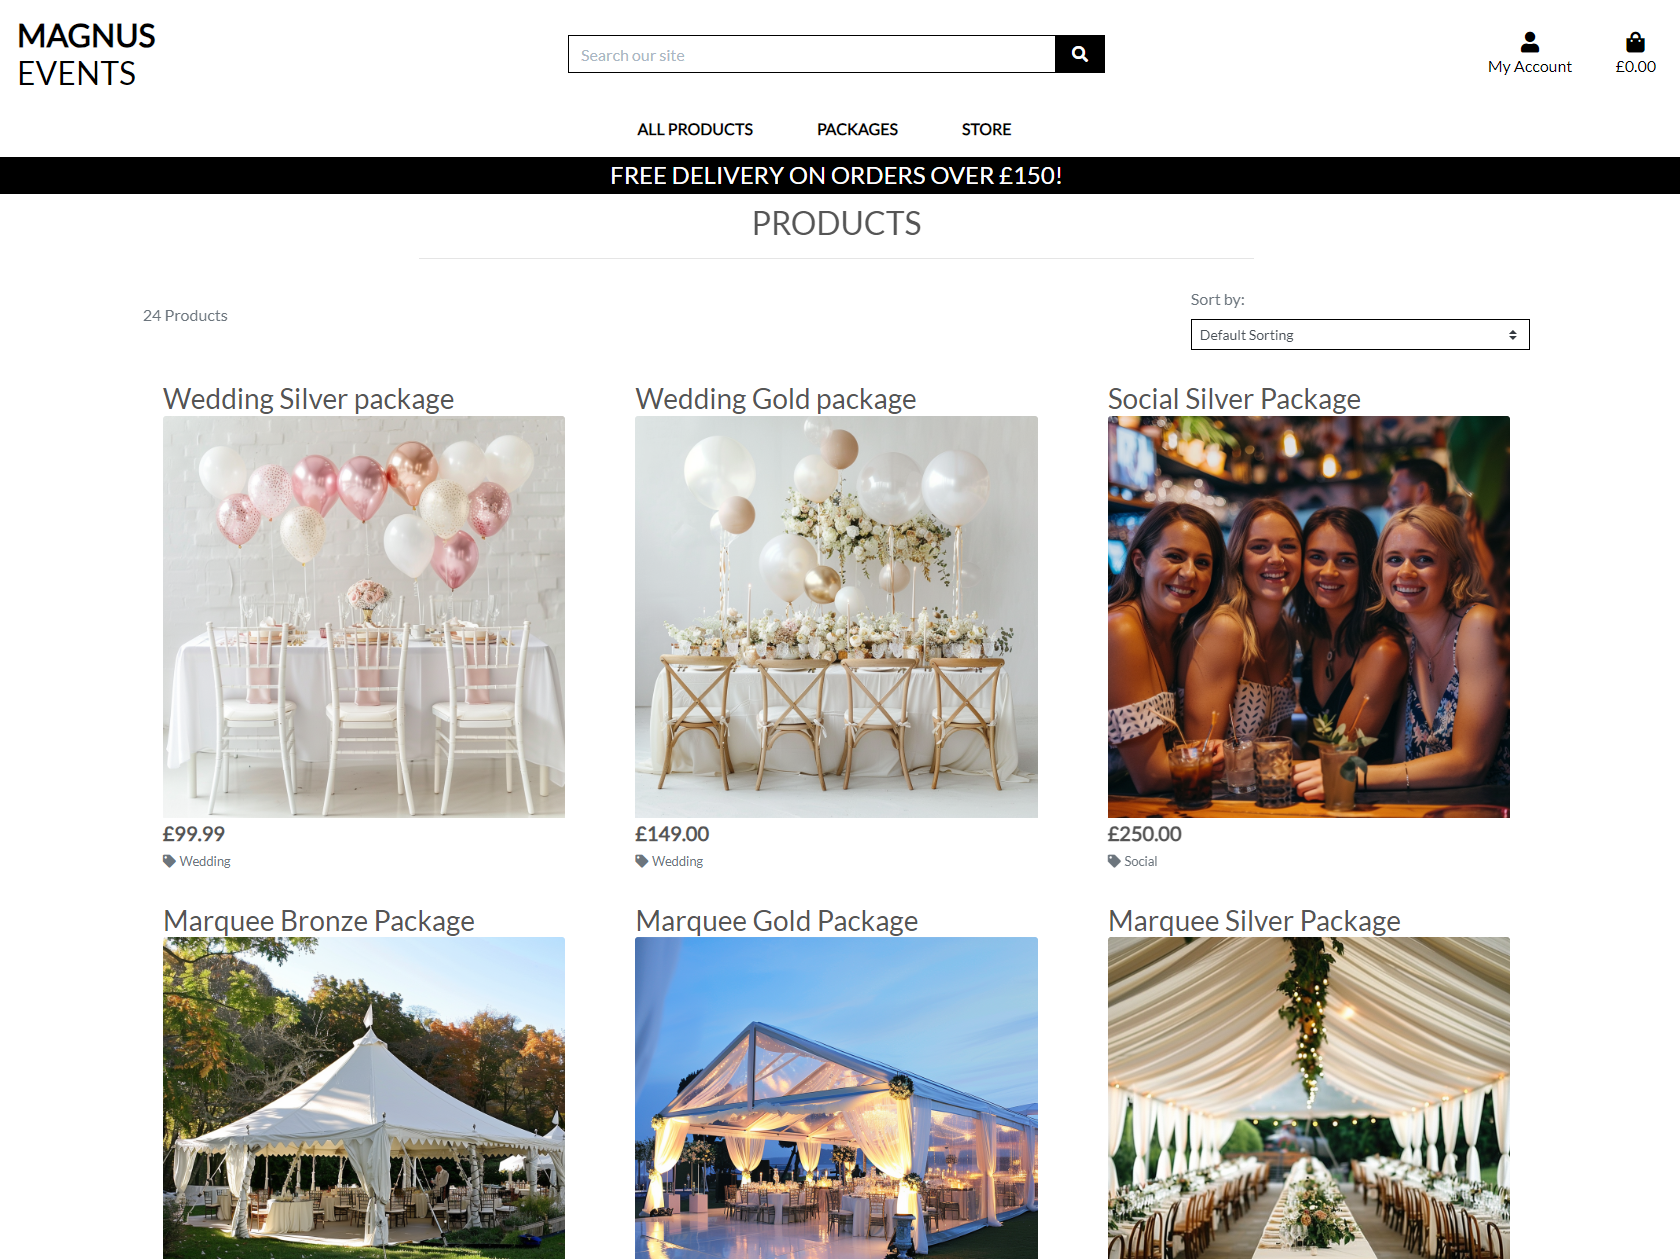 MAGNUS
EVENTS
Search our site
My Account
£0.00
ALL PRODUCTS
PACKAGES
STORE
FREE DELIVERY ON ORDERS OVER £150!
PRODUCTS
24 Products
Sort by:
Default Sorting
Wedding Silver package
Wedding Gold package
Social Silver Package
£99.99
£149.00
£250.00
Wedding
Wedding
Social
Marquee Bronze Package
Marquee Gold Package
Marquee Silver Package